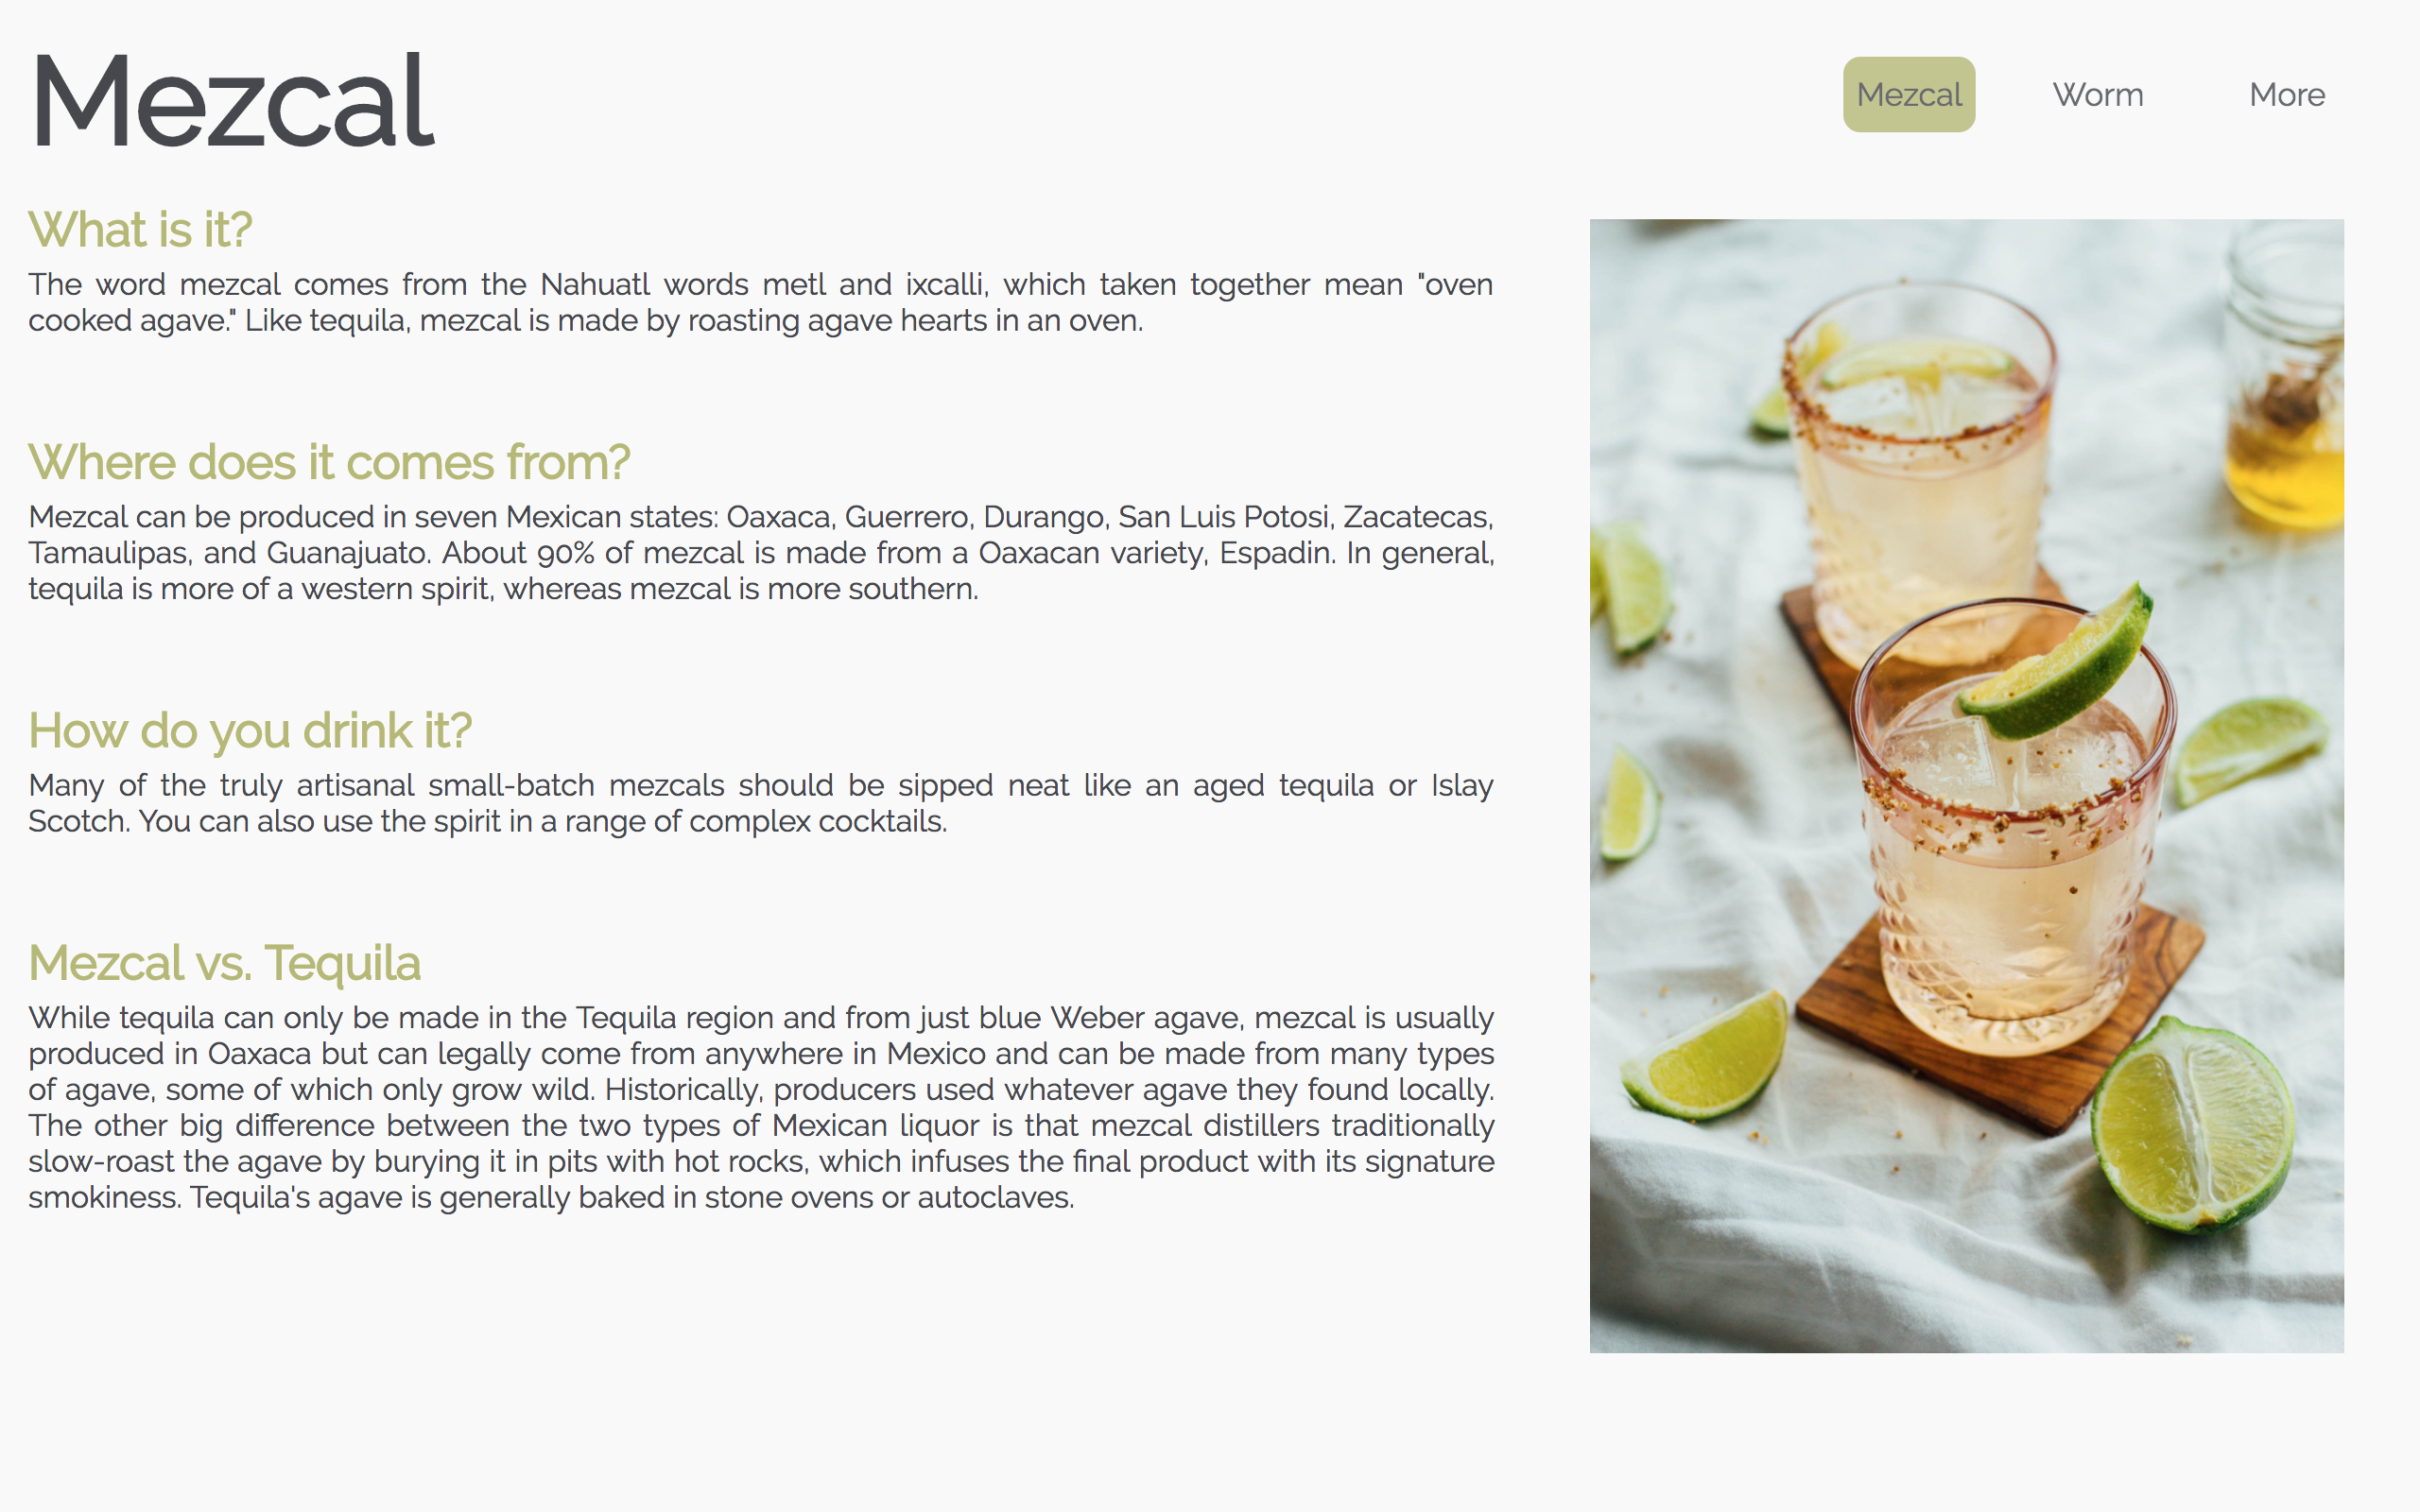 Mezcal
Mezcal
Worm
More
What is it?
The word mezcal comes from the Nahuatl words metl and ixcalli, which taken together mean "oven
cooked agave." Like tequila, mezcal is made by roasting agave hearts in an oven.
Where does it comes from?
Mezcal can be produced in seven Mexican states: Oaxaca, Guerrero, Durango, San Luis Potosi, Zacatecas,
Tamaulipas, and Guanajuato. About 90% of mezcal is made from a Oaxacan variety, Espadin. In general,
tequila is more of a western spirit, whereas mezcal is more southern.
How do you drink it?
Many of the truly artisanal small-batch mezcals should be sipped neat like an aged tequila or Islay
Scotch. You can also use the spirit in a range of complex cocktails.
Mezcal vs. Tequila
While tequila can only be made in the Tequila region and from just blue Weber agave, mezcal is usually
produced in Oaxaca but can legally come from anywhere in Mexico and can be made from many types
of agave, some of which only grow wild. Historically, producers used whatever agave they found locally.
The other big difference between the two types of Mexican liquor is that mezcal distillers traditionally
slow-roast the agave by burying it in pits with hot rocks, which infuses the final product with its signature
smokiness. Tequila's agave is generally baked in stone ovens or autoclaves.